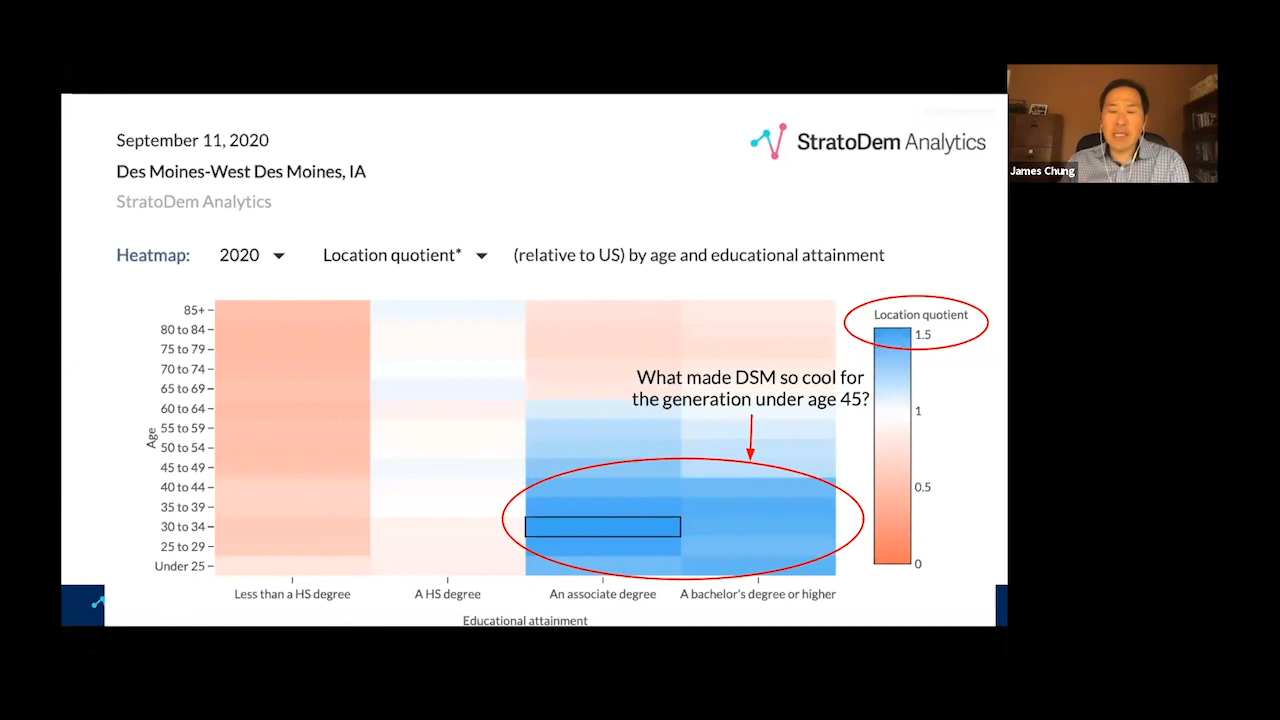 September 11, 2020
Des Moines-West Des Moines, IA
StratoDem Analytics
StratoDem Analytics
James Chung
Heatmap: 2020 Location quotient* (relative to US) by age and educational attainment
Location quotient
1.5
1
0.5
0
What made DSM so cool for
the generation under age 45?
Age
85+
80 to 84
75 to 79
70 to 74
65 to 69
60 to 64
55 to 59
50 to 54
45 to 49
40 to 44
35 to 39
30 to 34
25 to 29
Under 25
Less than a HS degree
A HS degree
An associate degree
A bachelor's degree or higher
Educational attainment